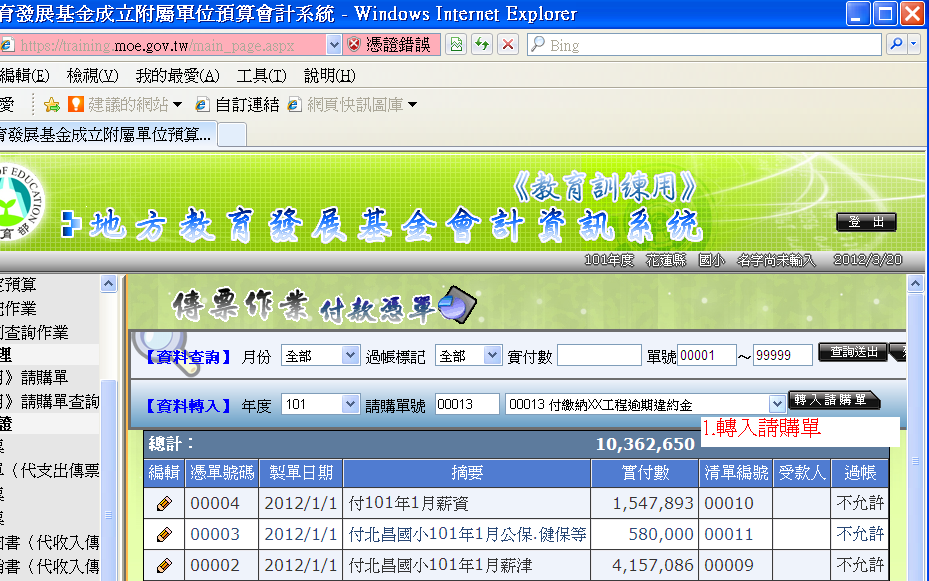 育發展基金成立附屬單位預算會計系統 - Windows Internet Explorer
https://training.moe.gov.tw/main_page.aspx 憑證錯誤 Bing
編輯(E) 檢視(V) 我的最愛(A) 工具(T) 說明(H)
愛 建議的網站 自訂連結 網頁快訊圖庫
育發展基金成立附屬單位預算...
OF EDUCATION
育部
《教育訓練用》
地方教育發展基金會計資訊系統
登 出
101年度 花蓮縣 國小 名字尚未輸入 2012/3/20
預算
作業
查詢作業
理
》請購單
》請購單查詢
證
(代支出傳票
書(代收入傳
書(代收入傳
傳票作業 付款憑單
【資料查詢】 月份 全部 過帳標記 全部 實付數 單號 00001 ~ 99999 查詢送出
【資料轉入】 年度 101 請購單號 00013 00013 付繳納XX工程逾期違約金 轉入請購單
1.轉入請購單
總計: 10,362,650
編輯 憑單號碼 製單日期 摘要 實付數 清單編號 受款人 過帳
00004 2012/1/1 付101年1月薪資 1,547,893 00010 不允許
00003 2012/1/1 付北昌國小101年1月公保.健保等 580,000 00011 不允許
00002 2012/1/1 付北昌國小101年1月薪津 4,157,086 00009 不允許